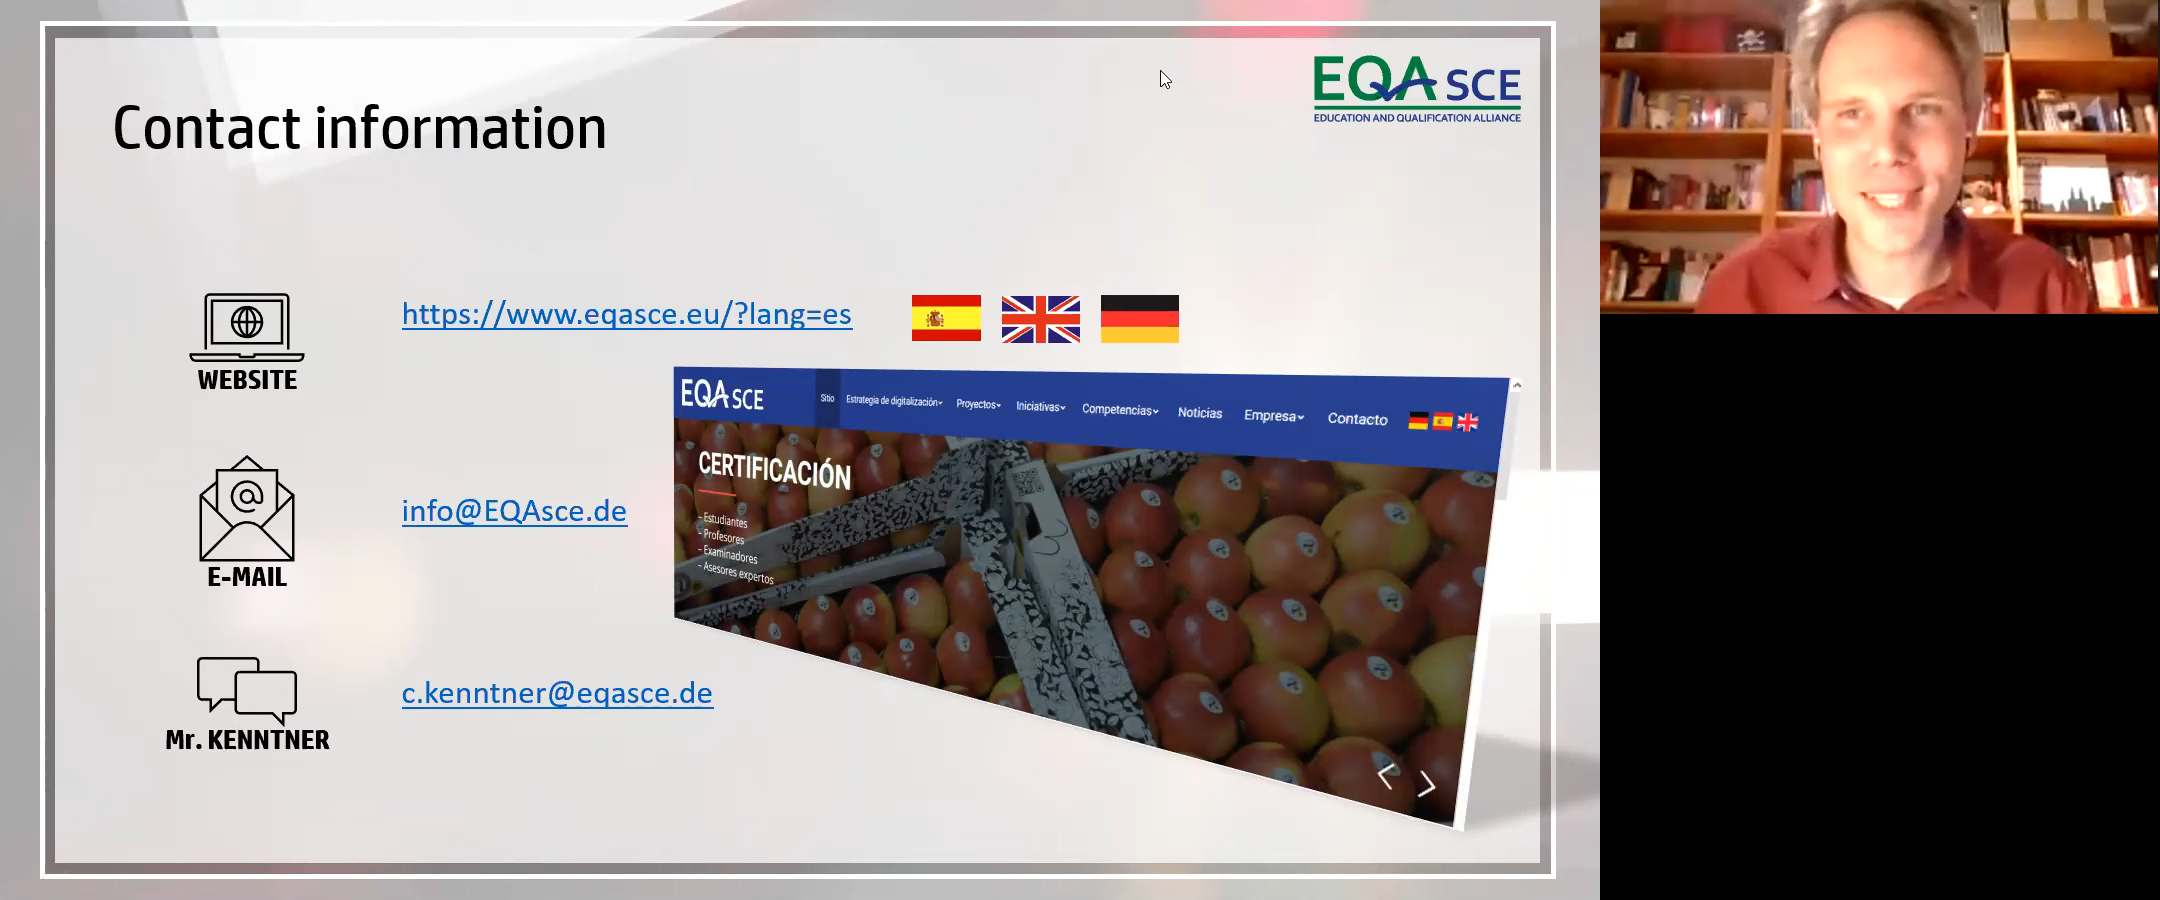 Contact information
EQA SCE
EDUCATION AND QUALIFICATION ALLIANCE
https://www.eqasce.eu/?lang=es
WEBSITE
EQA SCE
Sitio Estrategia de digitalización Proyectos Iniciativas Competencias Noticias Empresa Contacto
CERTIFICACIÓN
– Estudiantes
– Profesores
– Examinadores
– Asesores expertos
info@EQAsce.de
E-MAIL
c.kenntner@eqasce.de
Mr. KENNTNER